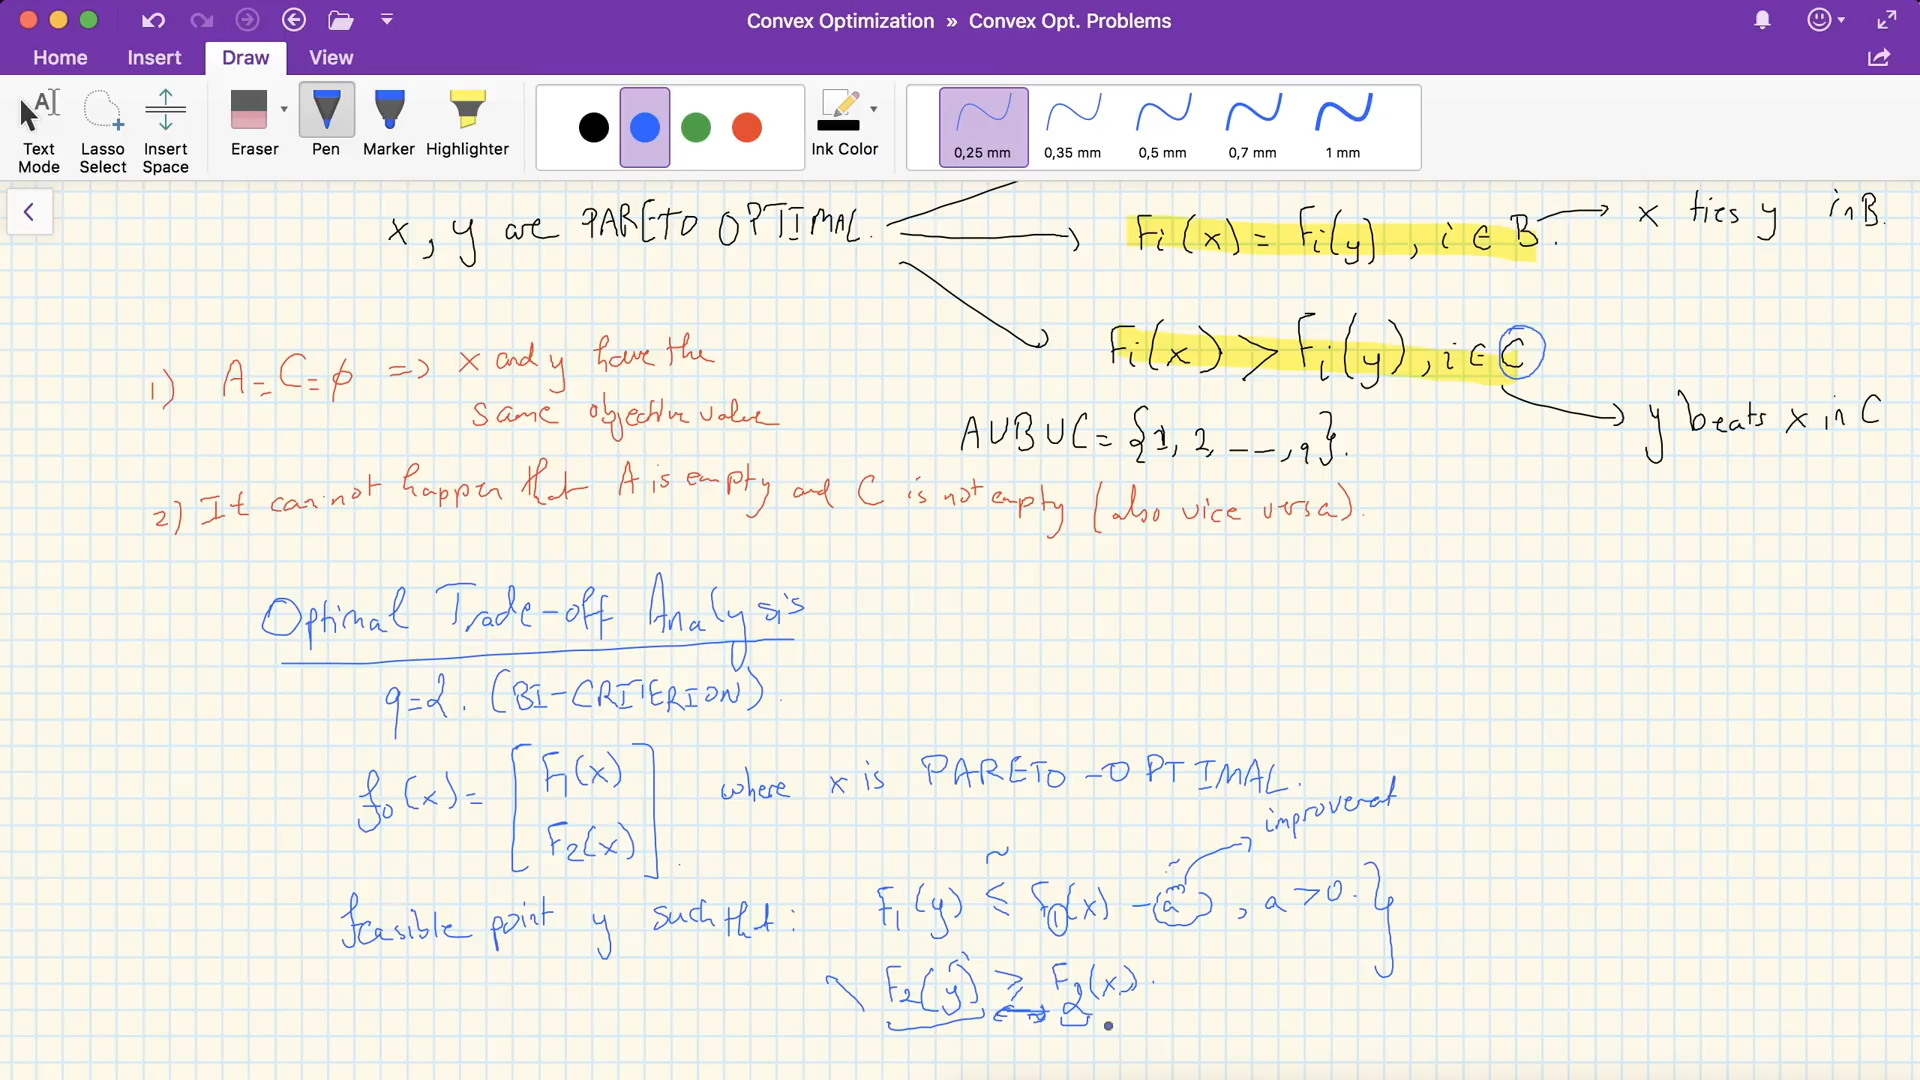 Convex Optimization » Convex Opt. Problems
Home Insert Draw View
Text Mode
Lasso Select
Insert Space
Eraser
Pen
Marker
Highlighter
Ink Color
0,25 mm
0,35 mm
0,5 mm
0,7 mm
1 mm
x, y are PARETO OPTIMAL.
Fi(x) = Fi(y), i ∈ B.
x ties y in B.
Fi(x) > Fi(y), i ∈ C
y beats x in C
AUBUC = {1, 2, ---, q}.
1) A = C = ϕ => x and y have the
same objective value
2) It can not happen that A is empty and C is not empty (also vice versa).
Optimal Trade-off Analysis
q=2. (BI-CRITERION).
f₀(x) = [F₁(x) F₂(x)]. where x is PARETO-OPTIMAL.
feasible point y such that: F₁(y) ≤ F₁(x) - a, a > 0. }
F₂(y) ≥ F₂(x).